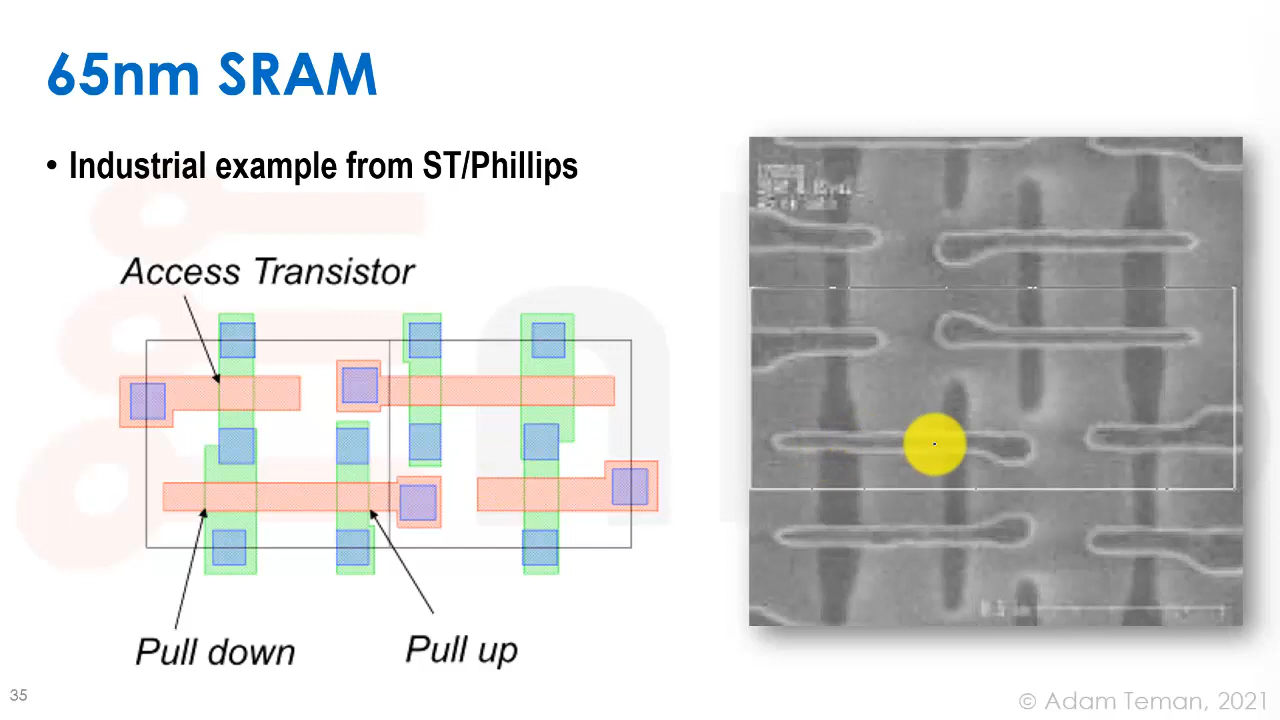 65nm SRAM
• Industrial example from ST/Phillips
Access Transistor
Pull down
Pull up
35
© Adam Teman, 2021